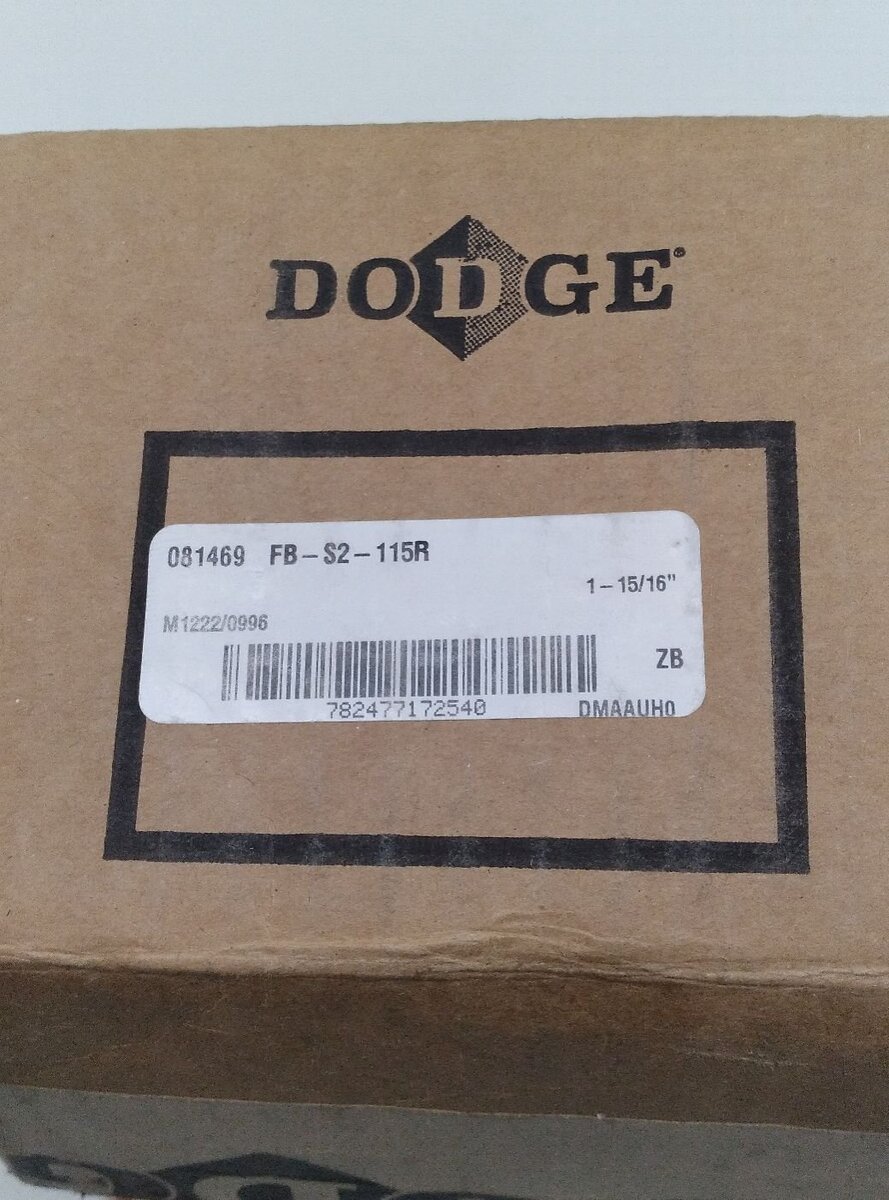 DODGE®
081469 FB-S2-115R
1-15/16"
M1222/0996
ZB
782477172540 DMAAUH0